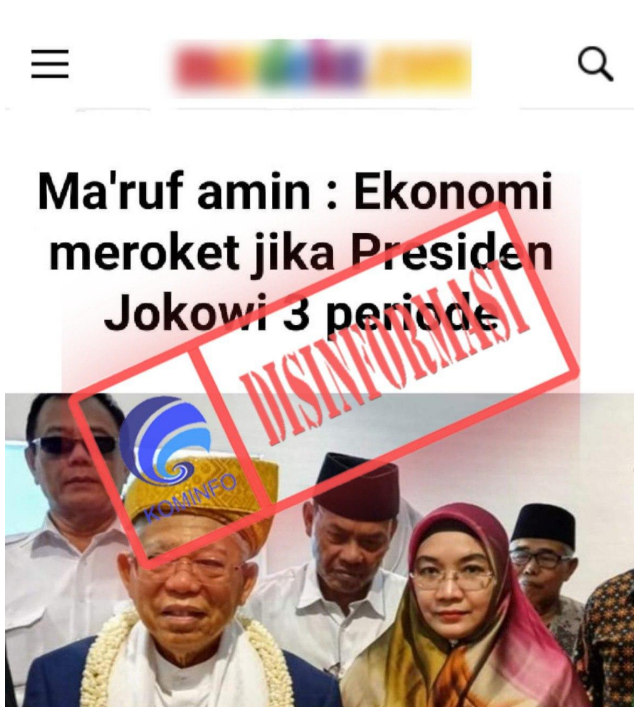 Ma'ruf amin : Ekonomi
meroket jika Presiden
Jokowi 3 periode
DISINFORMASI
KOMINFO